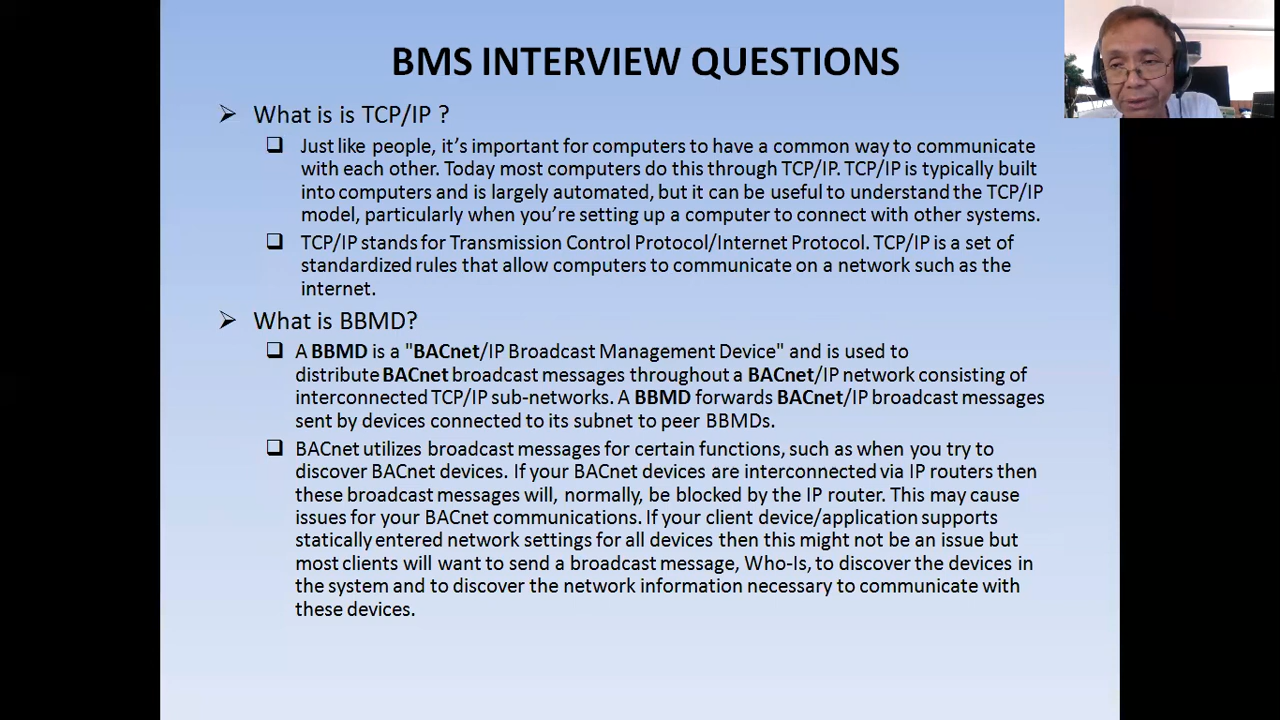 BMS INTERVIEW QUESTIONS
What is is TCP/IP ?
Just like people, it's important for computers to have a common way to communicate
with each other. Today most computers do this through TCP/IP. TCP/IP is typically built
into computers and is largely automated, but it can be useful to understand the TCP/IP
model, particularly when you're setting up a computer to connect with other systems.
TCP/IP stands for Transmission Control Protocol/Internet Protocol. TCP/IP is a set of
standardized rules that allow computers to communicate on a network such as the
internet.
What is BBMD?
A BBMD is a "BACnet/IP Broadcast Management Device" and is used to
distribute BACnet broadcast messages throughout a BACnet/IP network consisting of
interconnected TCP/IP sub-networks. A BBMD forwards BACnet/IP broadcast messages
sent by devices connected to its subnet to peer BBMDs.
BACnet utilizes broadcast messages for certain functions, such as when you try to
discover BACnet devices. If your BACnet devices are interconnected via IP routers then
these broadcast messages will, normally, be blocked by the IP router. This may cause
issues for your BACnet communications. If your client device/application supports
statically entered network settings for all devices then this might not be an issue but
most clients will want to send a broadcast message, Who-Is, to discover the devices in
the system and to discover the network information necessary to communicate with
these devices.